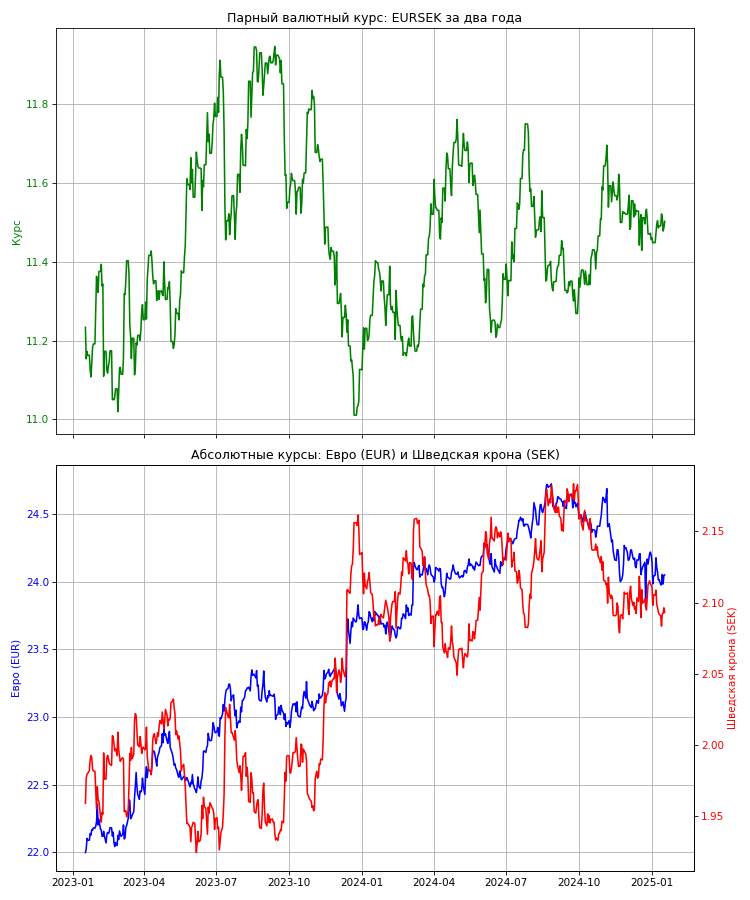 Парный валютный курс: EURSEK за два года
11.8
11.6
11.4
11.2
11.0
Курс
Абсолютные курсы: Евро (EUR) и Шведская крона (SEK)
24.5
24.0
23.5
23.0
22.5
22.0
Евро (EUR)
2.15
2.10
2.05
2.00
1.95
Шведская крона (SEK)
2023-01 2023-04 2023-07 2023-10 2024-01 2024-04 2024-07 2024-10 2025-01